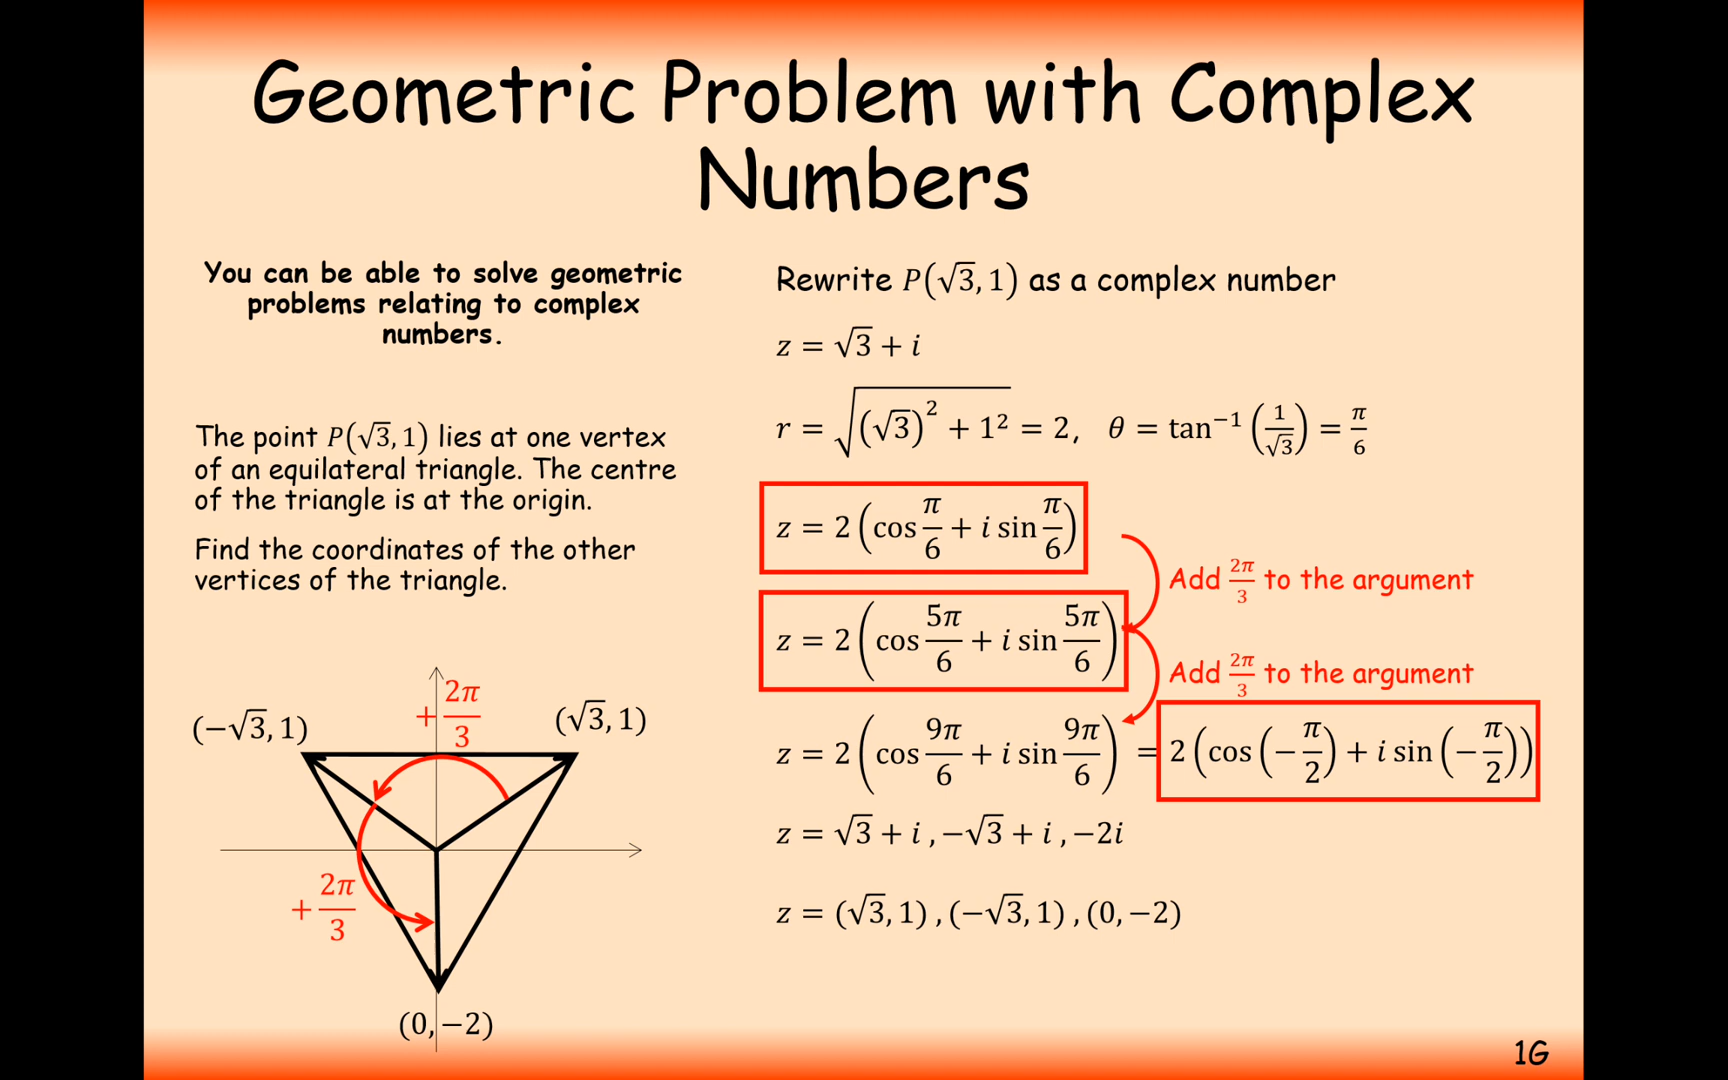 Geometric Problem with Complex
Numbers
You can be able to solve geometric
problems relating to complex
numbers.
The point P(√3, 1) lies at one vertex
of an equilateral triangle. The centre
of the triangle is at the origin.
Find the coordinates of the other
vertices of the triangle.
(−√3, 1)
+ 2π/3
(√3, 1)
+ 2π/3
(0, −2)
Rewrite P(√3, 1) as a complex number
z = √3 + i
r = √((√3)² + 1²) = 2, θ = tan⁻¹(1/√3) = π/6
z = 2(cos π/6 + i sin π/6)
Add 2π/3 to the argument
z = 2(cos 5π/6 + i sin 5π/6)
Add 2π/3 to the argument
z = 2(cos 9π/6 + i sin 9π/6) = 2(cos(−π/2) + i sin(−π/2))
z = √3 + i , −√3 + i , −2i
z = (√3, 1) , (−√3, 1) , (0, −2)
1G